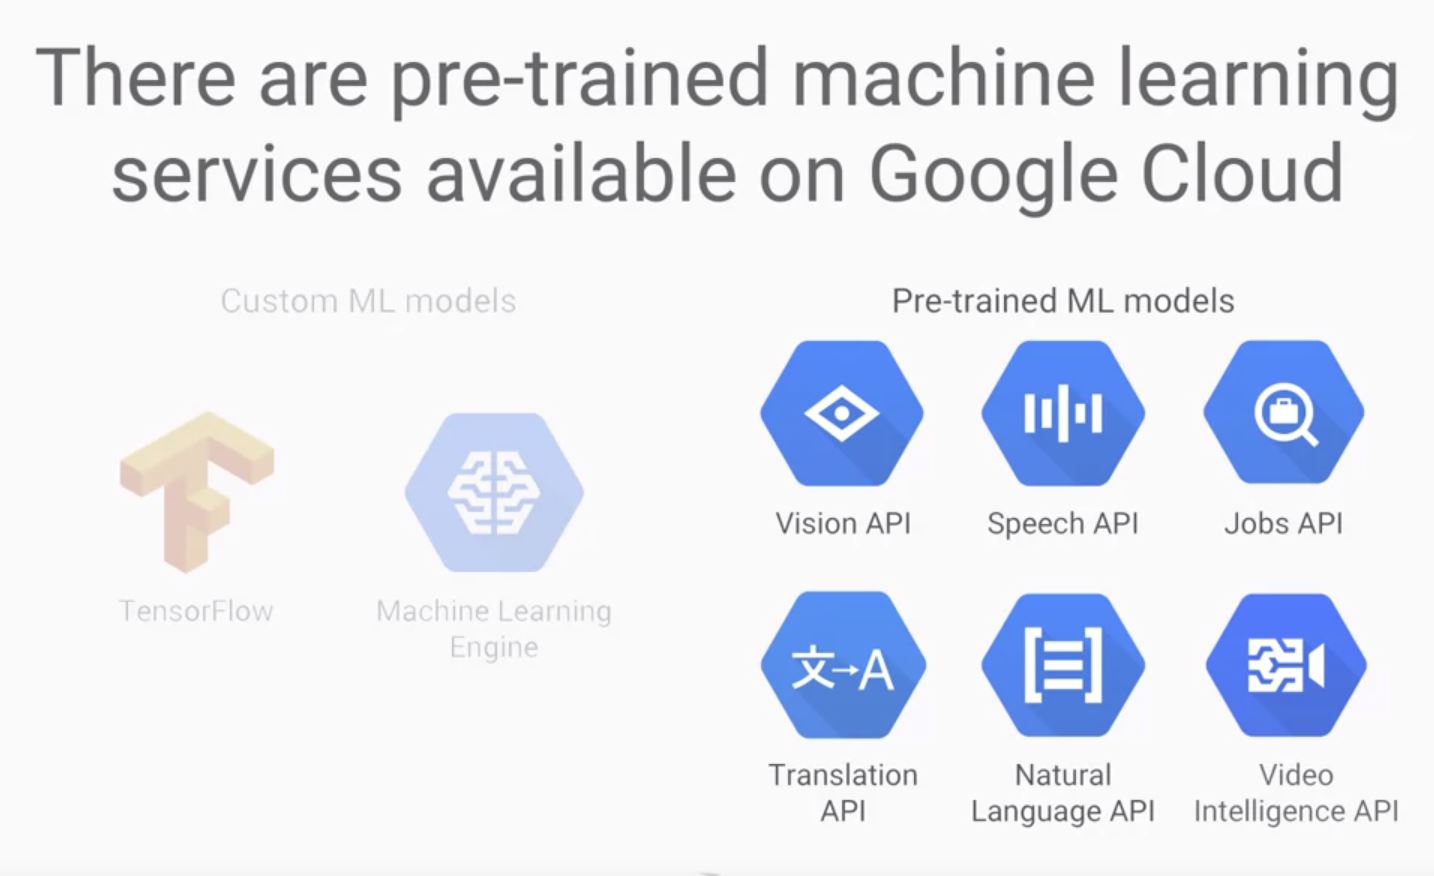 There are pre-trained machine learning
services available on Google Cloud
Custom ML models
TensorFlow
Machine Learning
Engine
Pre-trained ML models
Vision API
Speech API
Jobs API
文→A
Translation
API
Natural
Language API
Video
Intelligence API